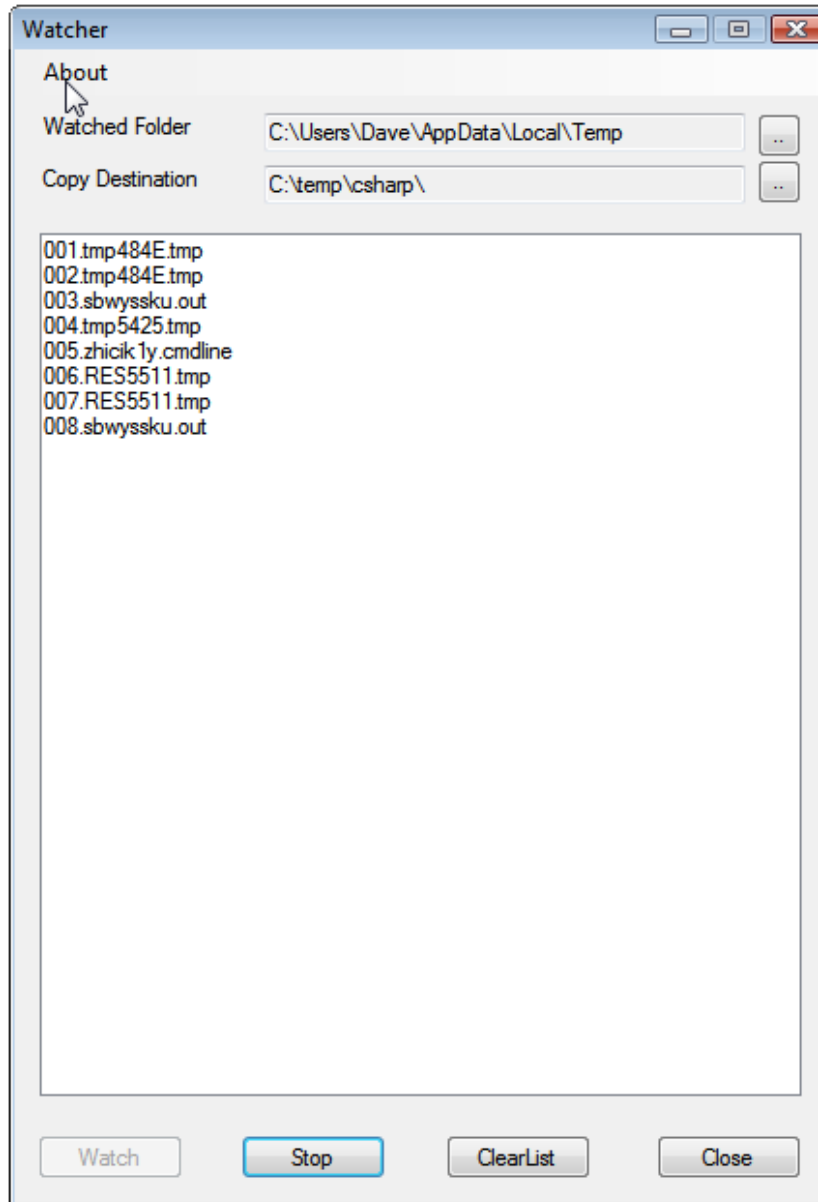 Watcher
About
Watched Folder C:\Users\Dave\AppData\Local\Temp ..
Copy Destination C:\temp\csharp\ ..
001.tmp484E.tmp
002.tmp484E.tmp
003.sbwyssku.out
004.tmp5425.tmp
005.zhicik1y.cmdline
006.RES5511.tmp
007.RES5511.tmp
008.sbwyssku.out
Watch Stop ClearList Close